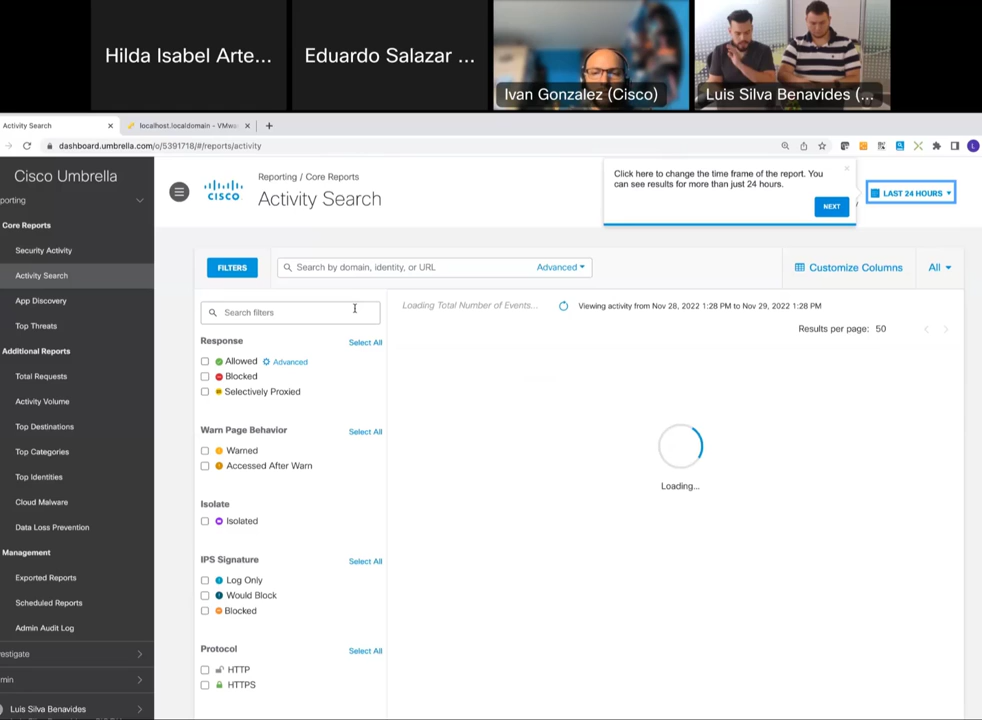 Hilda Isabel Arte...
Eduardo Salazar ...
Ivan Gonzalez (Cisco)
Luis Silva Benavides (...
Activity Search
localhost.localdomain - VMwa
dashboard.umbrella.com/o/5391718/#/reports/activity
Cisco Umbrella
porting
Core Reports
Security Activity
Activity Search
App Discovery
Top Threats
Additional Reports
Total Requests
Activity Volume
Top Destinations
Top Categories
Top Identities
Cloud Malware
Data Loss Prevention
Management
Exported Reports
Scheduled Reports
Admin Audit Log
estigate
min
Luis Silva Benavides
CISCO
Reporting / Core Reports
Activity Search
Click here to change the time frame of the report. You
can see results for more than just 24 hours.
NEXT
LAST 24 HOURS
FILTERS
Search by domain, identity, or URL
Advanced
Customize Columns
All
Search filters
Response
Select All
Allowed
Advanced
Blocked
Selectively Proxied
Warn Page Behavior
Select All
Warned
Accessed After Warn
Isolate
Isolated
IPS Signature
Select All
Log Only
Would Block
Blocked
Protocol
Select All
HTTP
HTTPS
Loading Total Number of Events...
Viewing activity from Nov 28, 2022 1:28 PM to Nov 29, 2022 1:28 PM
Results per page: 50
Loading...